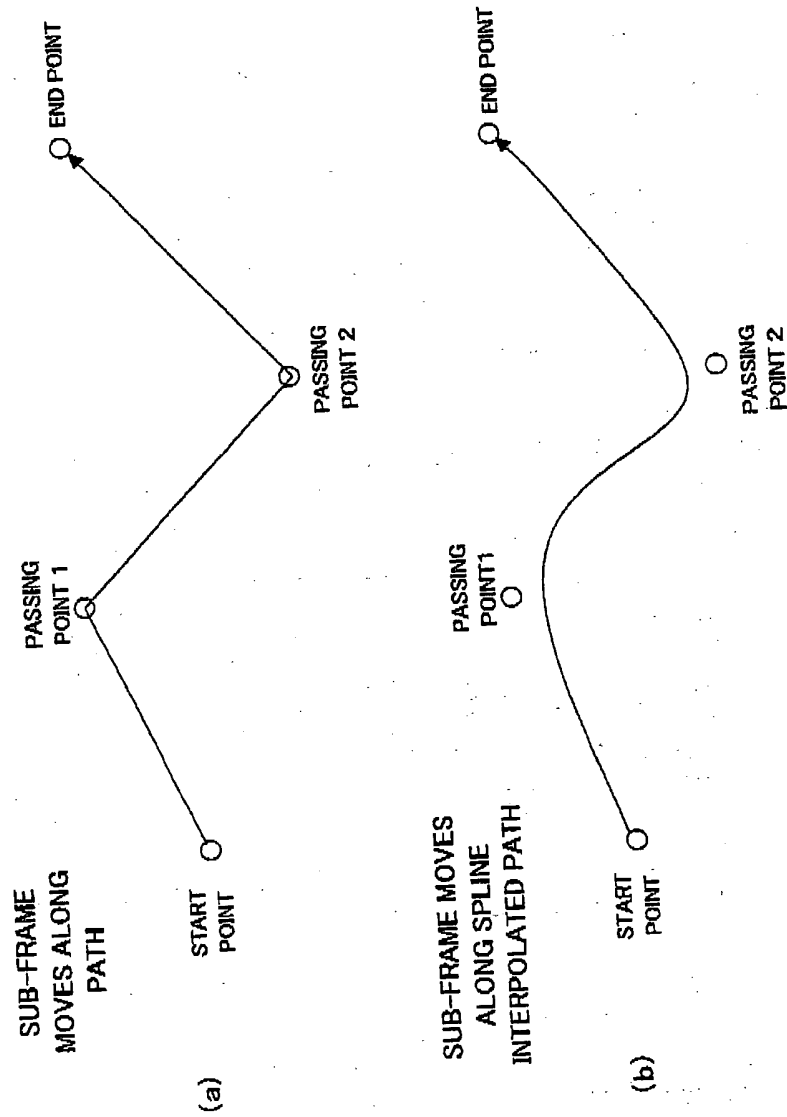 SUB-FRAME
MOVES ALONG
PATH
(a)
START
POINT
PASSING
POINT 1
PASSING
POINT 2
END POINT
SUB-FRAME MOVES
ALONG SPLINE
INTERPOLATED PATH
(b)
START
POINT
PASSING
POINT1
PASSING
POINT 2
END POINT